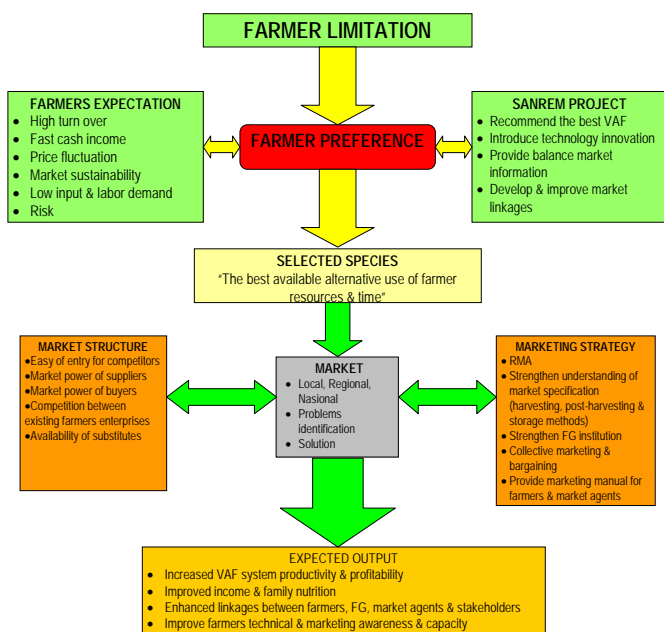 FARMER LIMITATION
FARMERS EXPECTATION
• High turn over
• Fast cash income
• Price fluctuation
• Market sustainability
• Low input & labor demand
• Risk
FARMER PREFERENCE
SANREM PROJECT
• Recommend the best VAF
• Introduce technology innovation
• Provide balance market
information
• Develop & improve market
linkages
SELECTED SPECIES
"The best available alternative use of farmer
resources & time"
MARKET STRUCTURE
•Easy of entry for competitors
•Market power of suppliers
•Market power of buyers
•Competition between
existing farmers enterprises
•Availability of substitutes
MARKET
• Local, Regional,
Nasional
• Problems
identification
• Solution
MARKETING STRATEGY
• RMA
• Strengthen understanding of
market specification
(harvesting, post-harvesting &
storage methods)
• Strengthen FG institution
• Collective marketing &
bargaining
• Provide marketing manual for
farmers & market agents
EXPECTED OUTPUT
• Increased VAF system productivity & profitability
• Improved income & family nutrition
• Enhanced linkages between farmers, FG, market agents & stakeholders
• Improve farmers technical & marketing awareness & capacity